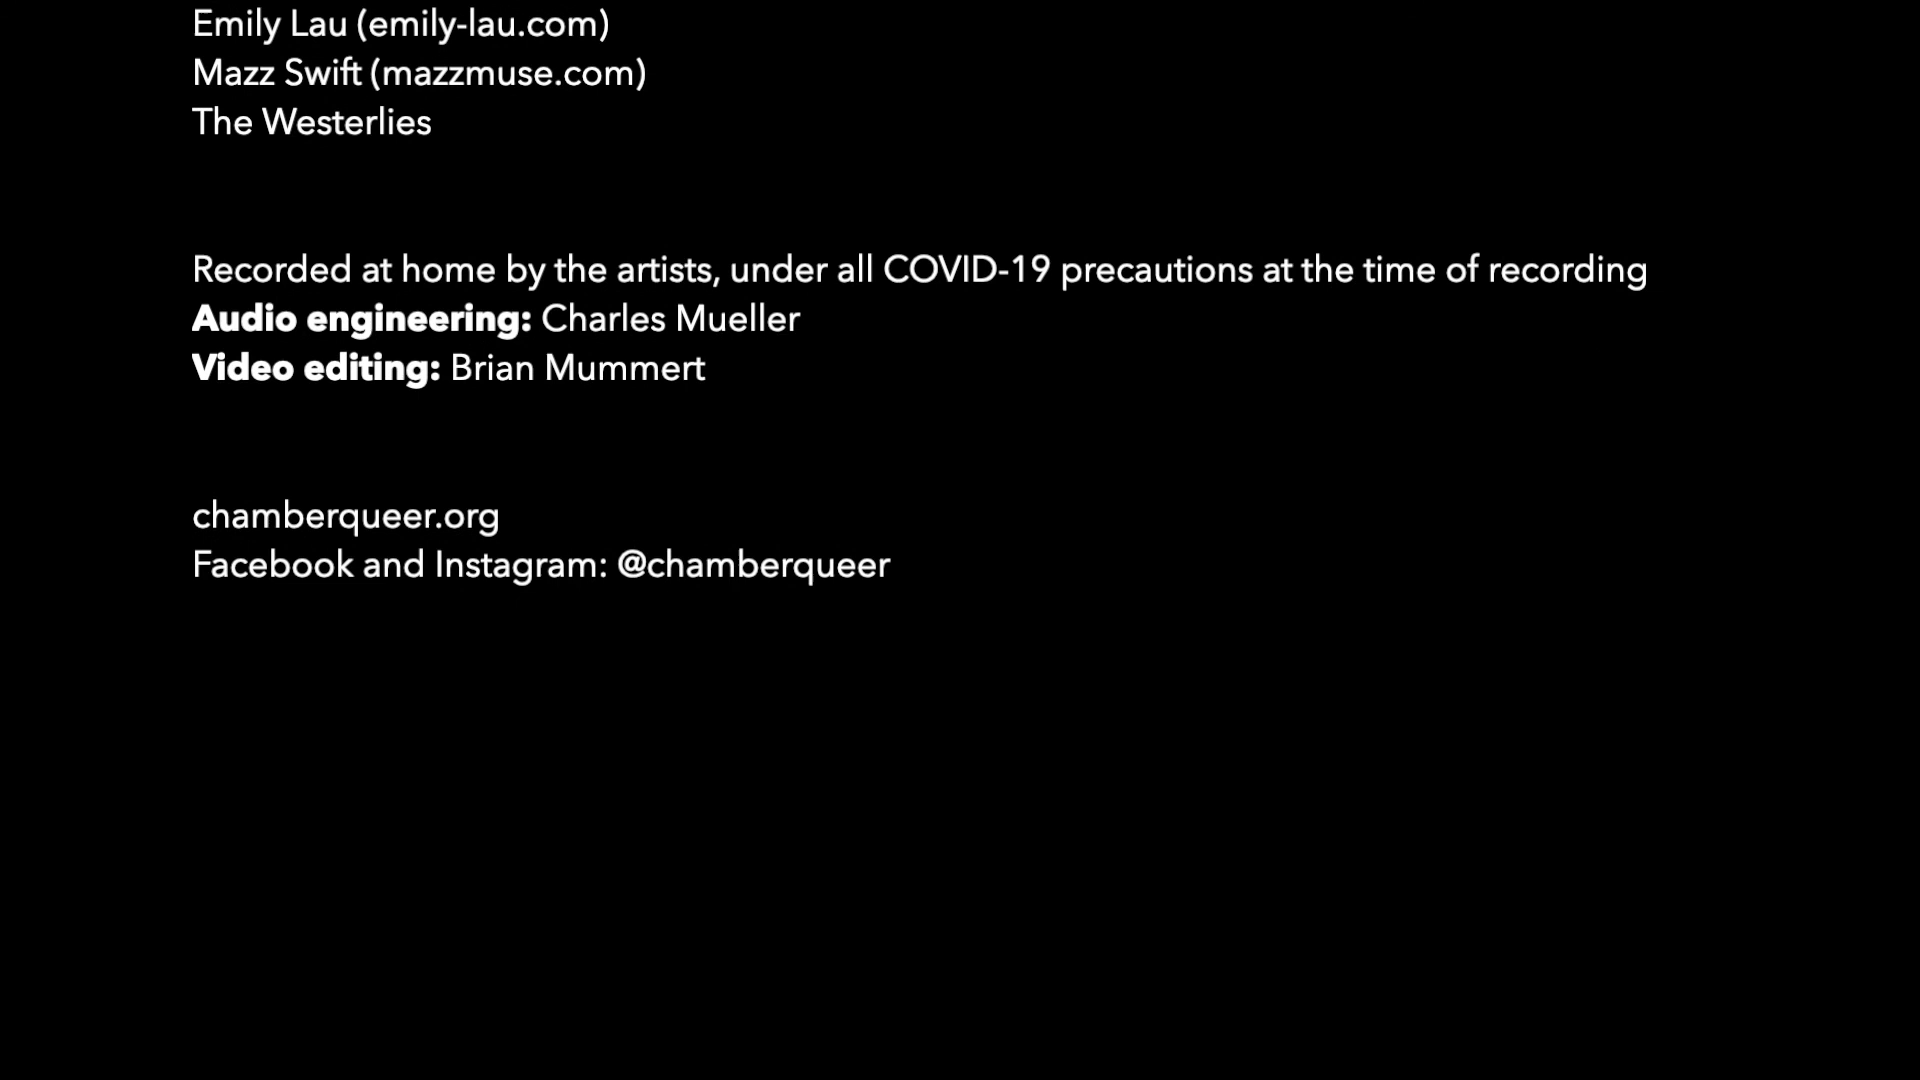 Emily Lau (emily-lau.com)
Mazz Swift (mazzmuse.com)
The Westerlies
Recorded at home by the artists, under all COVID-19 precautions at the time of recording
Audio engineering: Charles Mueller
Video editing: Brian Mummert
chamberqueer.org
Facebook and Instagram: @chamberqueer